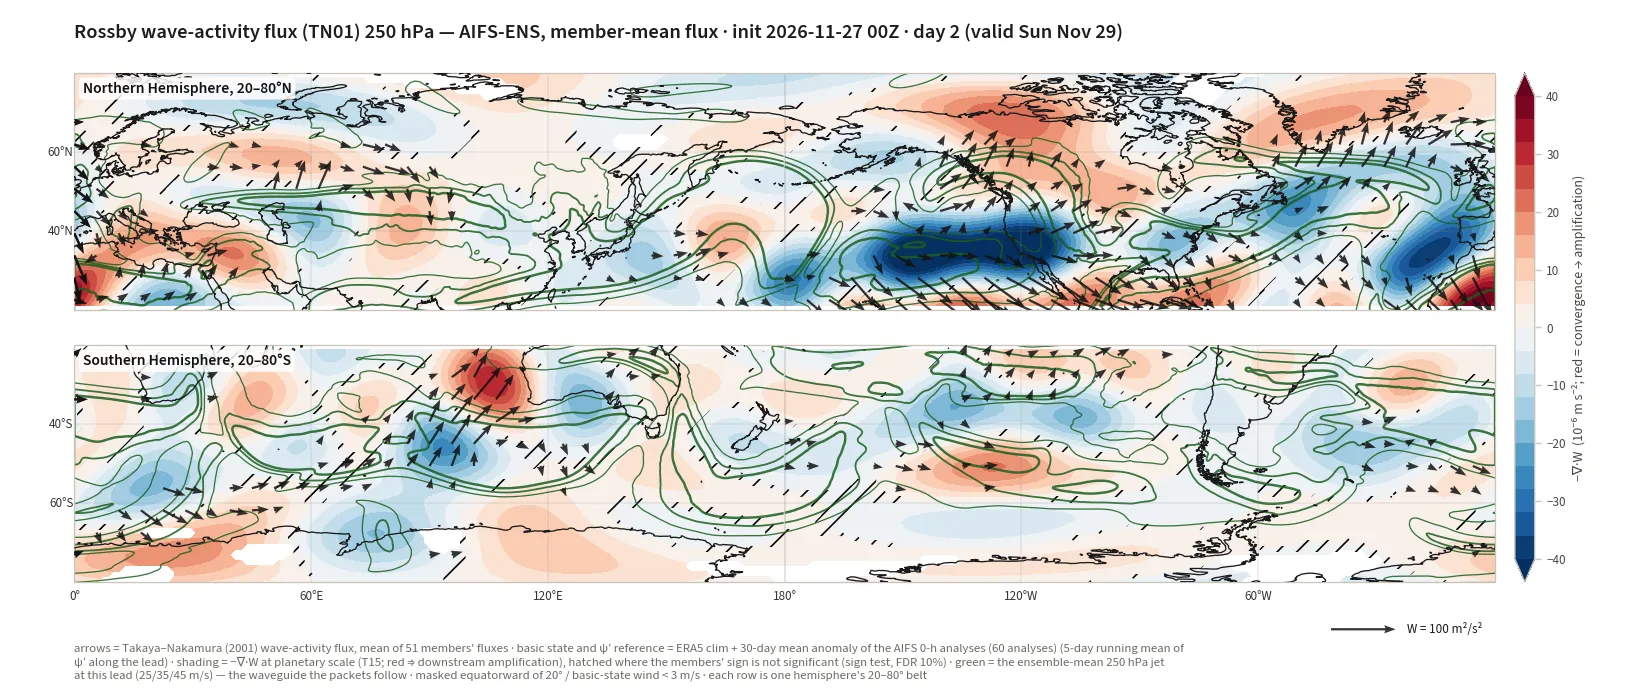 Rossby wave-activity flux (TN01) 250 hPa — AIFS-ENS, member-mean flux · init 2026-11-27 00Z · day 2 (valid Sun Nov 29)
Northern Hemisphere, 20–80°N
60°N
40°N
Southern Hemisphere, 20–80°S
40°S
60°S
0°
60°E
120°E
180°
120°W
60°W
40
30
20
10
0
−10
−20
−30
−40
−∇·W (10⁻⁶ m s⁻²; red = convergence → amplification)
W = 100 m²/s²
arrows = Takaya–Nakamura (2001) wave-activity flux, mean of 51 members' fluxes · basic state and ψ' reference = ERA5 clim + 30-day mean anomaly of the AIFS 0-h analyses (60 analyses) (5-day running mean of
ψ' along the lead) · shading = −∇·W at planetary scale (T15; red ⇒ downstream amplification), hatched where the members' sign is not significant (sign test, FDR 10%) · green = the ensemble-mean 250 hPa jet
at this lead (25/35/45 m/s) — the waveguide the packets follow · masked equatorward of 20° / basic-state wind < 3 m/s · each row is one hemisphere's 20–80° belt